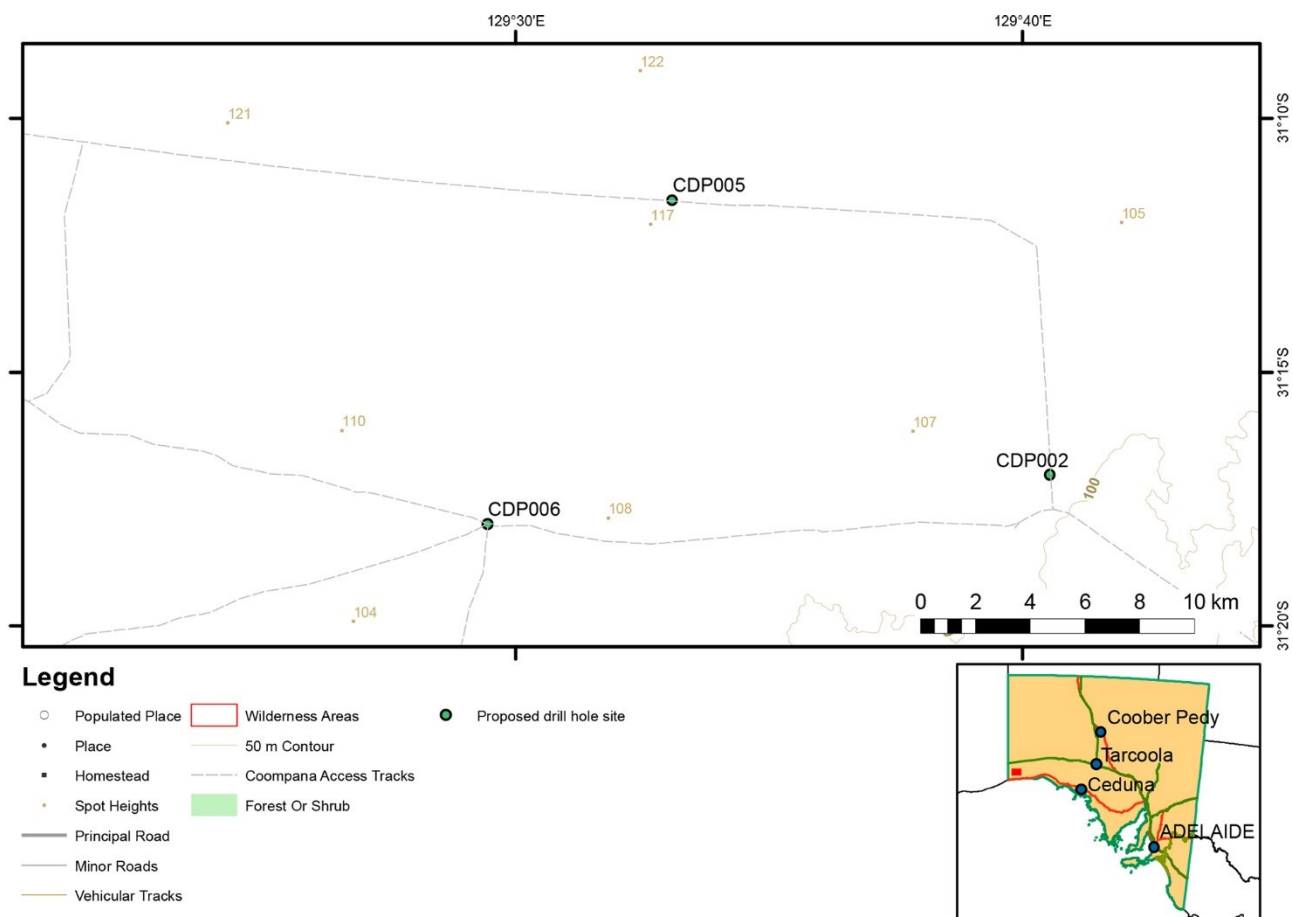 129°30'E
129°40'E
122
121
31°10'S
CDP005
117
105
31°15'S
110
107
CDP002
100
CDP006
108
104
0 2 4 6 8 10 km
31°20'S
Legend
Populated Place
Wilderness Areas
Proposed drill hole site
Place
50 m Contour
Homestead
Coompana Access Tracks
Spot Heights
Forest Or Shrub
Principal Road
Minor Roads
Vehicular Tracks
Coober Pedy
Tarcoola
Ceduna
ADELAIDE